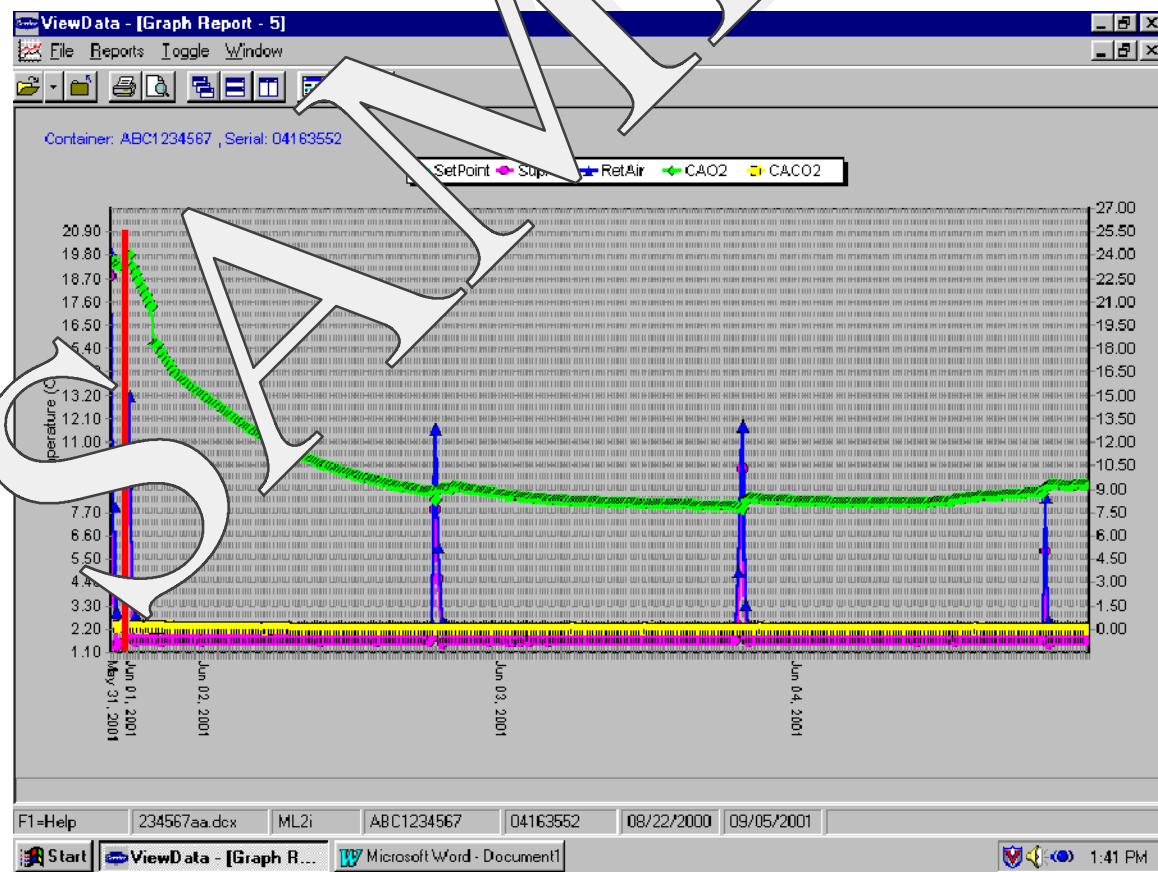 ViewData - [Graph Report - 5]
File Reports Toggle Window
Container: ABC1234567 , Serial: 04163552
SetPoint RetAir CAO2 CACO2
20.90
19.80
18.70
17.60
16.50
13.20
12.10
11.00
7.70
6.60
5.50
3.30
2.20
1.10
27.00
25.50
24.00
22.50
21.00
19.50
18.00
16.50
15.00
13.50
12.00
10.50
9.00
7.50
6.00
4.50
3.00
1.50
0.00
May 31, 2001
Jun 01, 2001
Jun 02, 2001
Jun 03, 2001
Jun 04, 2001
SAM
F1=Help 234567aa.dcx ML2i ABC1234567 04163552 08/22/2000 09/05/2001
Start ViewData - [Graph R... Microsoft Word - Document1 1:41 PM